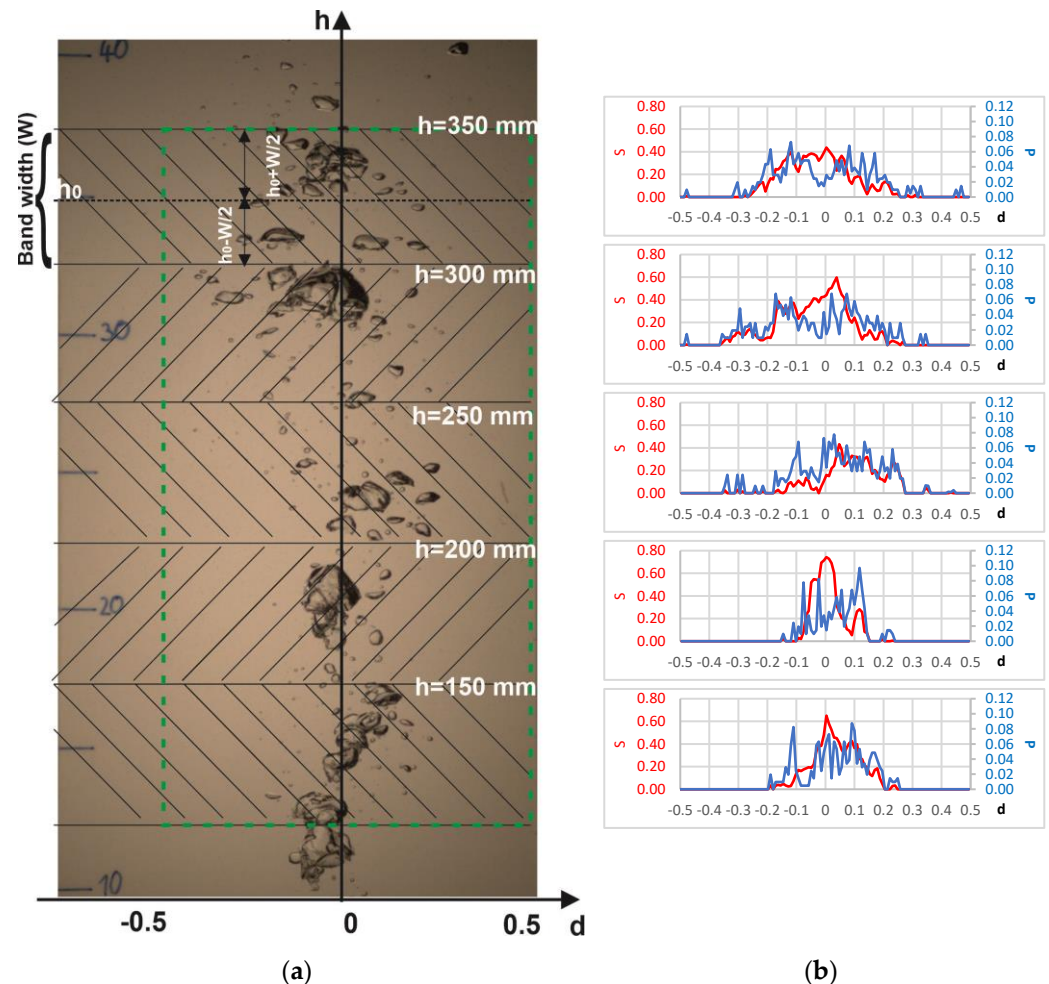 h
40
Band width (W)
h=350 mm
h₀+W/2
h₀
h₀-W/2
h=300 mm
30
h=250 mm
h=200 mm
20
h=150 mm
10
-0.5 0 0.5 d
(a)
0.80 0.12
0.60 0.10
0.08
S 0.40 0.06 P
0.20 0.04
0.02
0.00 0.00
-0.5 -0.4 -0.3 -0.2 -0.1 0 0.1 0.2 0.3 0.4 0.5 d
0.80 0.12
0.60 0.10
0.08
S 0.40 0.06 P
0.20 0.04
0.02
0.00 0.00
-0.5 -0.4 -0.3 -0.2 -0.1 0 0.1 0.2 0.3 0.4 0.5 d
0.80 0.12
0.60 0.10
0.08
S 0.40 0.06 P
0.20 0.04
0.02
0.00 0.00
-0.5 -0.4 -0.3 -0.2 -0.1 0 0.1 0.2 0.3 0.4 0.5 d
0.80 0.12
0.60 0.10
0.08
S 0.40 0.06 P
0.20 0.04
0.02
0.00 0.00
-0.5 -0.4 -0.3 -0.2 -0.1 0 0.1 0.2 0.3 0.4 0.5 d
0.80 0.12
0.60 0.10
0.08
S 0.40 0.06 P
0.20 0.04
0.02
0.00 0.00
-0.5 -0.4 -0.3 -0.2 -0.1 0 0.1 0.2 0.3 0.4 0.5 d
(b)